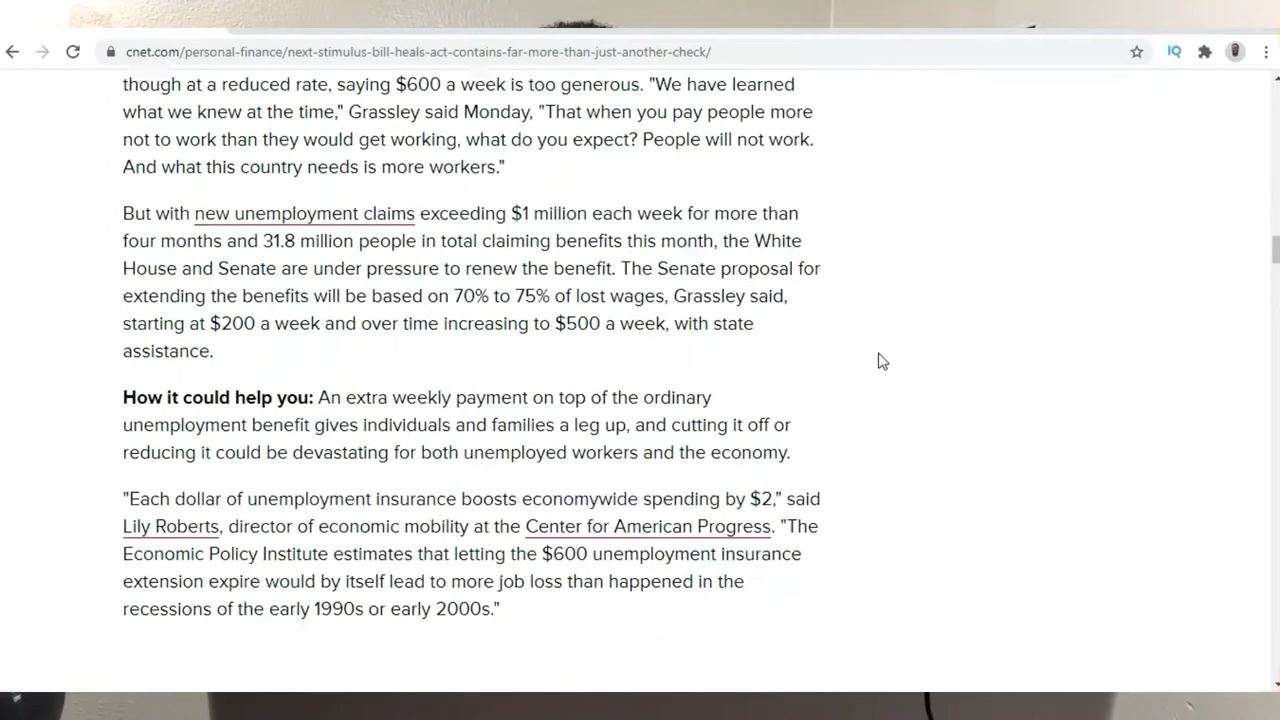 cnet.com/personal-finance/next-stimulus-bill-heals-act-contains-far-more-than-just-another-check/
IQ
though at a reduced rate, saying $600 a week is too generous. "We have learned
what we knew at the time," Grassley said Monday, "That when you pay people more
not to work than they would get working, what do you expect? People will not work.
And what this country needs is more workers."
But with new unemployment claims exceeding $1 million each week for more than
four months and 31.8 million people in total claiming benefits this month, the White
House and Senate are under pressure to renew the benefit. The Senate proposal for
extending the benefits will be based on 70% to 75% of lost wages, Grassley said,
starting at $200 a week and over time increasing to $500 a week, with state
assistance.
How it could help you: An extra weekly payment on top of the ordinary
unemployment benefit gives individuals and families a leg up, and cutting it off or
reducing it could be devastating for both unemployed workers and the economy.
"Each dollar of unemployment insurance boosts economywide spending by $2," said
Lily Roberts, director of economic mobility at the Center for American Progress. "The
Economic Policy Institute estimates that letting the $600 unemployment insurance
extension expire would by itself lead to more job loss than happened in the
recessions of the early 1990s or early 2000s."